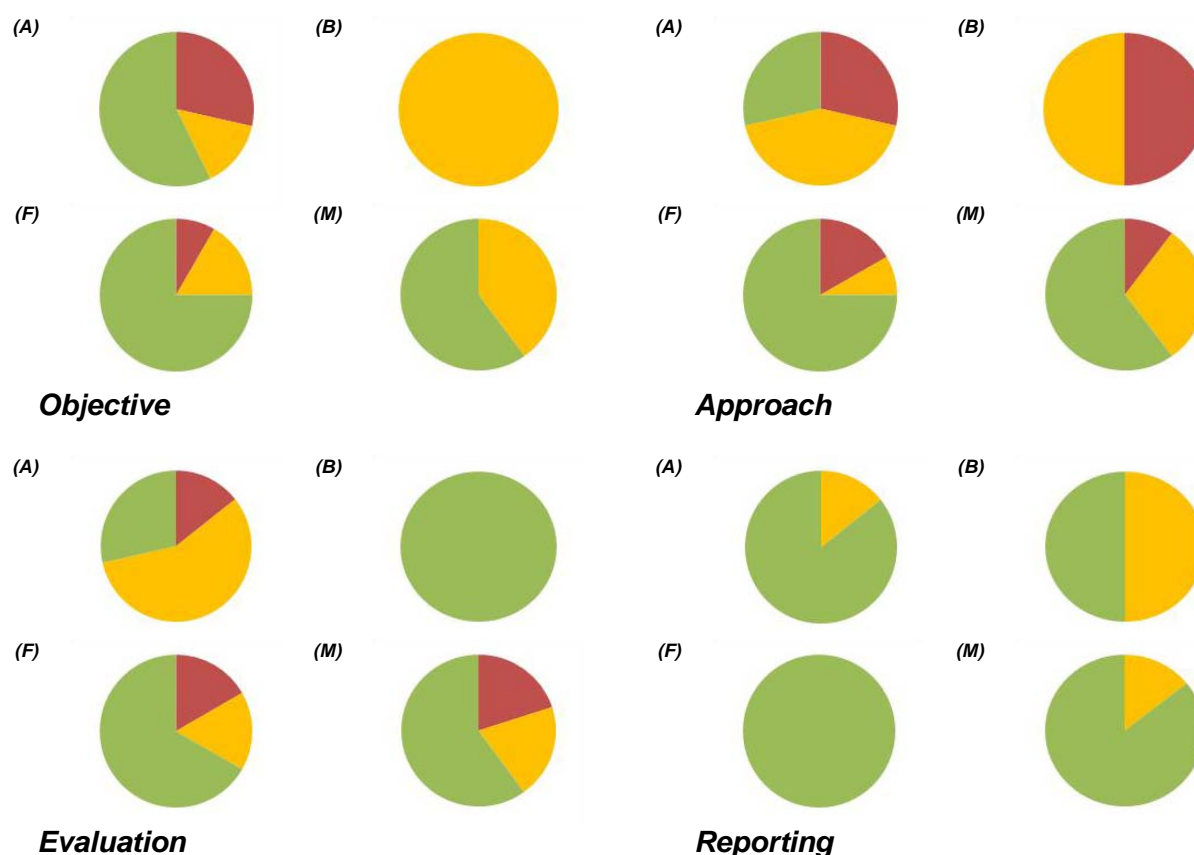 (A) (B) (A) (B)
(F) (M) (F) (M)
Objective Approach
(A) (B) (A) (B)
(F) (M) (F) (M)
Evaluation Reporting